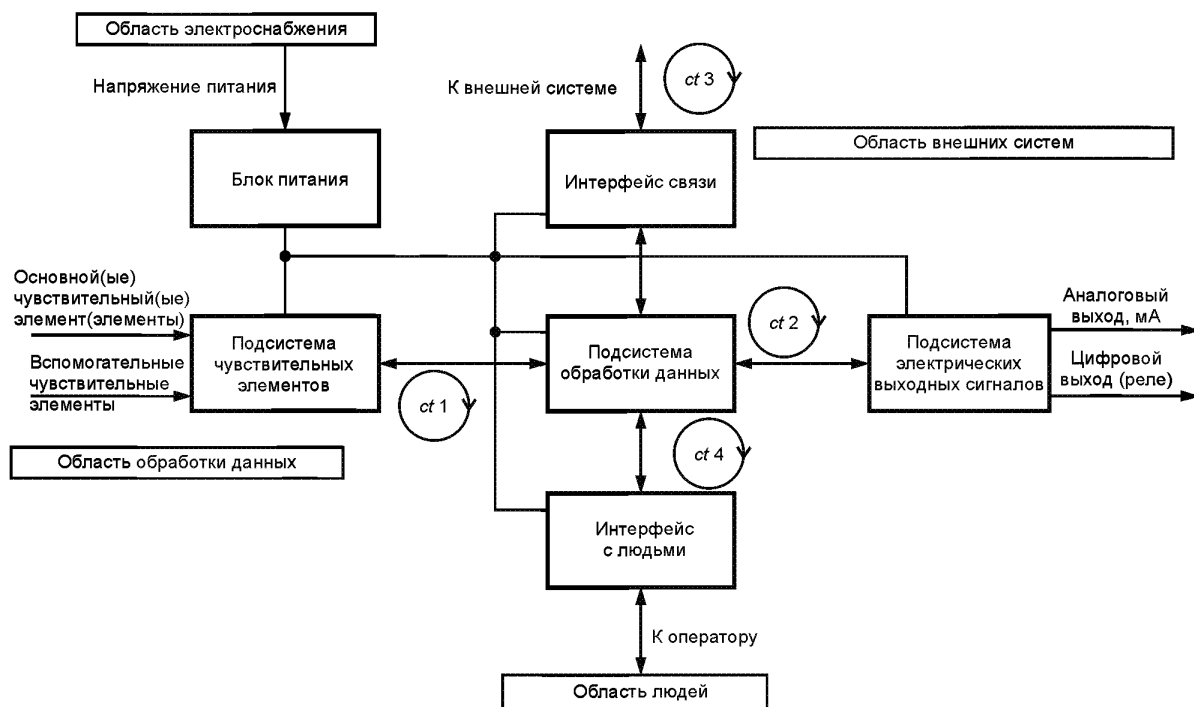 Область электроснабжения
Напряжение питания
К внешней системе
ct 3
Область внешних систем
Блок питания
Интерфейс связи
Основной(ые)
чувствительный(ые)
элемент(элементы)
Вспомогательные
чувствительные
элементы
Подсистема
чувствительных
элементов
ct 1
Подсистема
обработки данных
ct 2
Подсистема
электрических
выходных сигналов
Аналоговый
выход, мА
Цифровой
выход (реле)
Область обработки данных
ct 4
Интерфейс
с людьми
К оператору
Область людей